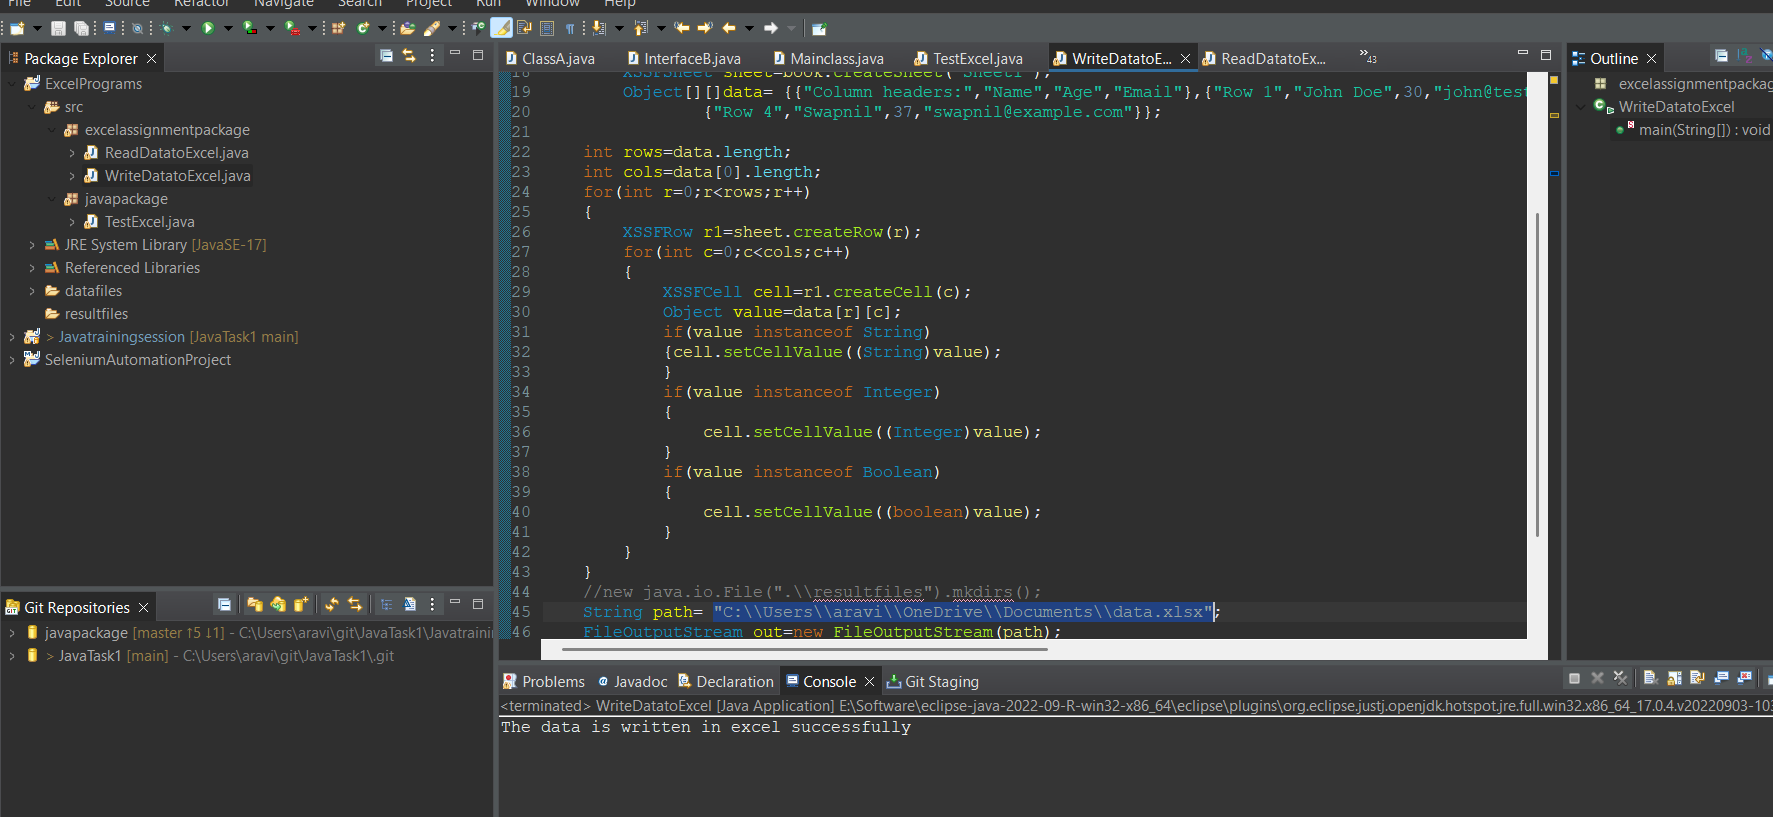 File Edit Source Refactor Navigate Search Project Run Window Help
Package Explorer
ExcelPrograms
src
excelassignmentpackage
ReadDatatoExcel.java
WriteDatatoExcel.java
javapackage
TestExcel.java
JRE System Library [JavaSE-17]
Referenced Libraries
datafiles
resultfiles
> Javatrainingsession [JavaTask1 main]
SeleniumAutomationProject
Git Repositories
javapackage [master ↑5 ↓1] - C:\Users\aravi\git\JavaTask1\Javatraini
> JavaTask1 [main] - C:\Users\aravi\git\JavaTask1\.git
ClassA.java InterfaceB.java Mainclass.java TestExcel.java WriteDatatoE... ReadDatatoEx... »43
18 XSSFSheet sheet=book.createSheet("Sheet1");
19 Object[][]data= {{"Column headers:","Name","Age","Email"},{"Row 1","John Doe",30,"john@test
20 {"Row 4","Swapnil",37,"swapnil@example.com"}};
21
22 int rows=data.length;
23 int cols=data[0].length;
24 for(int r=0;r<rows;r++)
25 {
26 XSSFRow r1=sheet.createRow(r);
27 for(int c=0;c<cols;c++)
28 {
29 XSSFCell cell=r1.createCell(c);
30 Object value=data[r][c];
31 if(value instanceof String)
32 {cell.setCellValue((String)value);
33 }
34 if(value instanceof Integer)
35 {
36 cell.setCellValue((Integer)value);
37 }
38 if(value instanceof Boolean)
39 {
40 cell.setCellValue((boolean)value);
41 }
42 }
43 }
44 //new java.io.File(".\\resultfiles").mkdirs();
45 String path= "C:\\Users\\aravi\\OneDrive\\Documents\\data.xlsx";
46 FileOutputStream out=new FileOutputStream(path);
Outline
excelassignmentpackag
WriteDatatoExcel
main(String[]) : void
Problems @ Javadoc Declaration Console Git Staging
<terminated> WriteDatatoExcel [Java Application] E:\Software\eclipse-java-2022-09-R-win32-x86_64\eclipse\plugins\org.eclipse.justj.openjdk.hotspot.jre.full.win32.x86_64_17.0.4.v20220903-103
The data is written in excel successfully